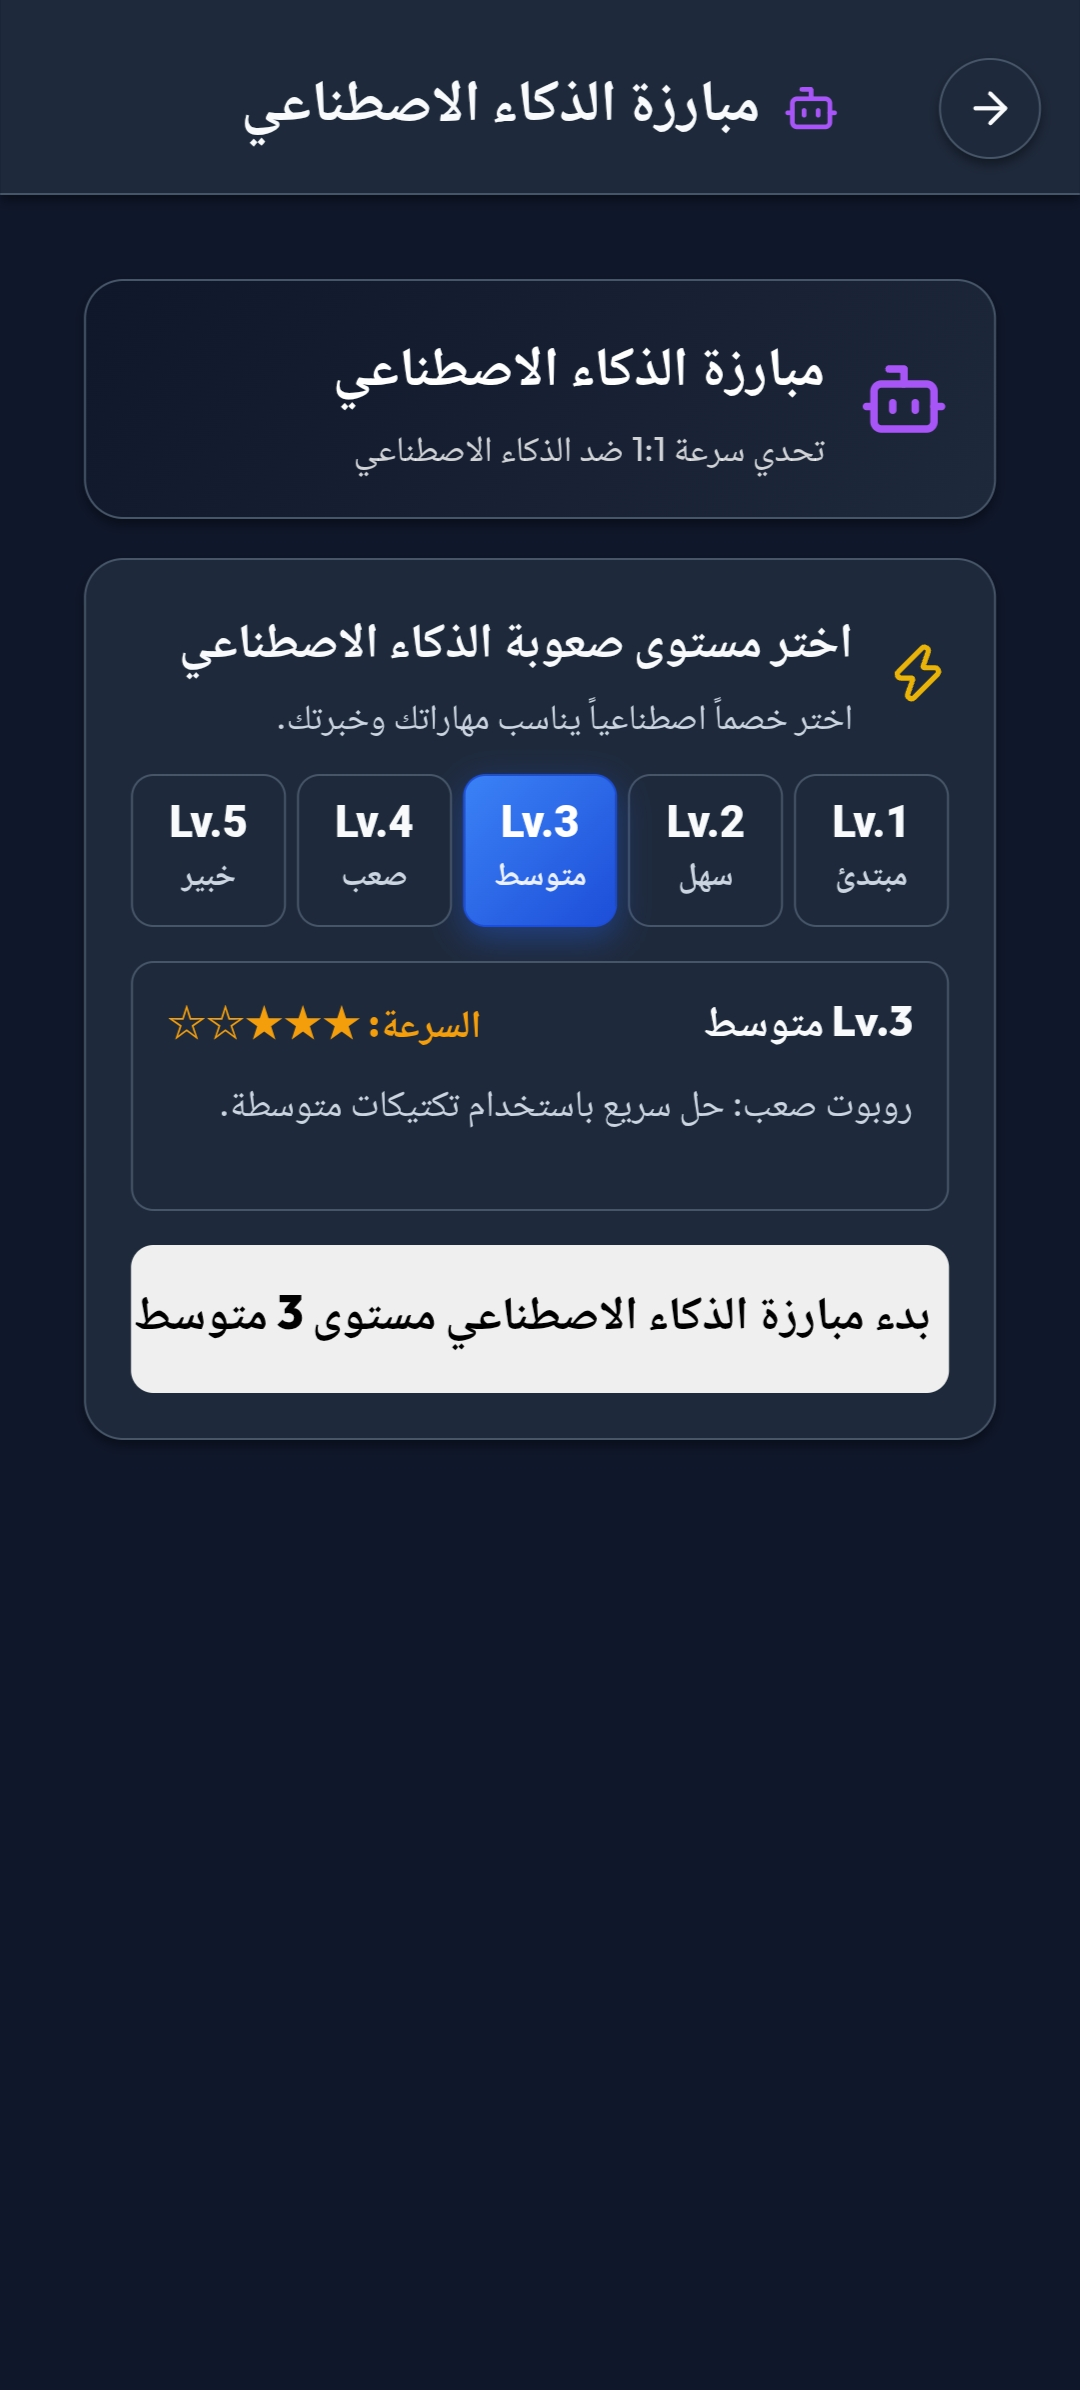 مبارزة الذكاء الاصطناعي
مبارزة الذكاء الاصطناعي
تحدي سرعة 1:1 ضد الذكاء الاصطناعي
اختر مستوى صعوبة الذكاء الاصطناعي
اختر خصماً اصطناعياً يناسب مهاراتك وخبرتك.
Lv.1
مبتدئ
Lv.2
سهل
Lv.3
متوسط
Lv.4
صعب
Lv.5
خبير
Lv.3 متوسط
السرعة: ★★★☆☆
روبوت صعب: حل سريع باستخدام تكتيكات متوسطة.
بدء مبارزة الذكاء الاصطناعي مستوى 3 متوسط